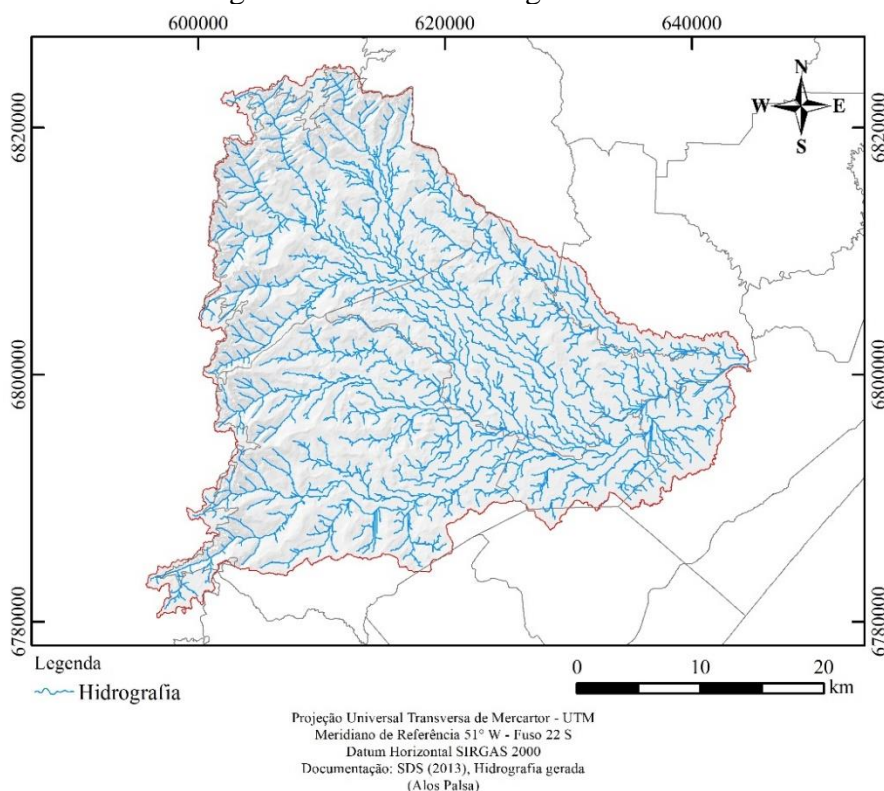 600000 620000 640000
N
W E
S
6820000 6820000
6800000 6800000
6780000 6780000
Legenda
Hidrografia
0 10 20
km
Projeção Universal Transversa de Mercartor - UTM
Meridiano de Referência 51° W - Fuso 22 S
Datum Horizontal SIRGAS 2000
Documentação: SDS (2013), Hidrografia gerada
(Alos Palsa)